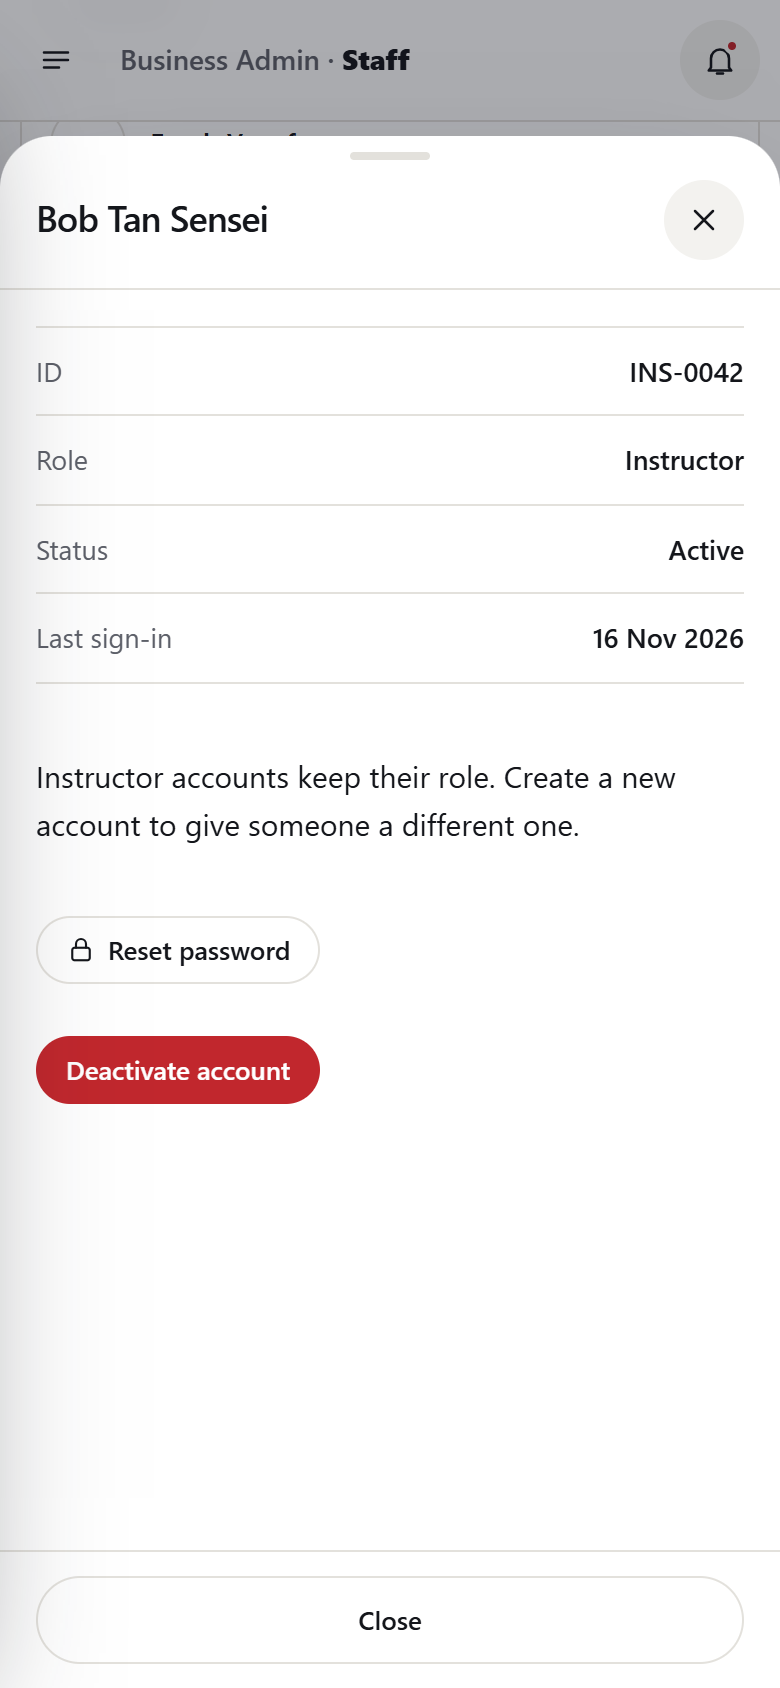 Business Admin · Staff
Bob Tan Sensei
ID
INS-0042
Role
Instructor
Status
Active
Last sign-in
16 Nov 2026
Instructor accounts keep their role. Create a new
account to give someone a different one.
Reset password
Deactivate account
Close